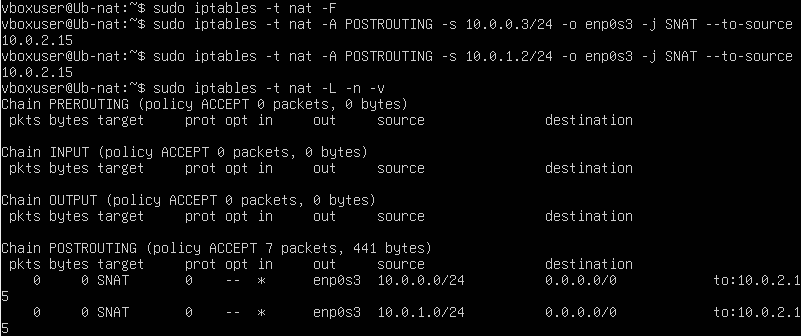 vboxuser@Ub-nat:~$ sudo iptables -t nat -F
vboxuser@Ub-nat:~$ sudo iptables -t nat -A POSTROUTING -s 10.0.0.3/24 -o enp0s3 -j SNAT --to-source
10.0.2.15
vboxuser@Ub-nat:~$ sudo iptables -t nat -A POSTROUTING -s 10.0.1.2/24 -o enp0s3 -j SNAT --to-source
10.0.2.15
vboxuser@Ub-nat:~$ sudo iptables -t nat -L -n -v
Chain PREROUTING (policy ACCEPT 0 packets, 0 bytes)
 pkts bytes target     prot opt in     out     source               destination

Chain INPUT (policy ACCEPT 0 packets, 0 bytes)
 pkts bytes target     prot opt in     out     source               destination

Chain OUTPUT (policy ACCEPT 0 packets, 0 bytes)
 pkts bytes target     prot opt in     out     source               destination

Chain POSTROUTING (policy ACCEPT 7 packets, 441 bytes)
 pkts bytes target     prot opt in     out     source               destination
    0     0 SNAT       0    --  *      enp0s3  10.0.0.0/24          0.0.0.0/0            to:10.0.2.1
5
    0     0 SNAT       0    --  *      enp0s3  10.0.1.0/24          0.0.0.0/0            to:10.0.2.1
5